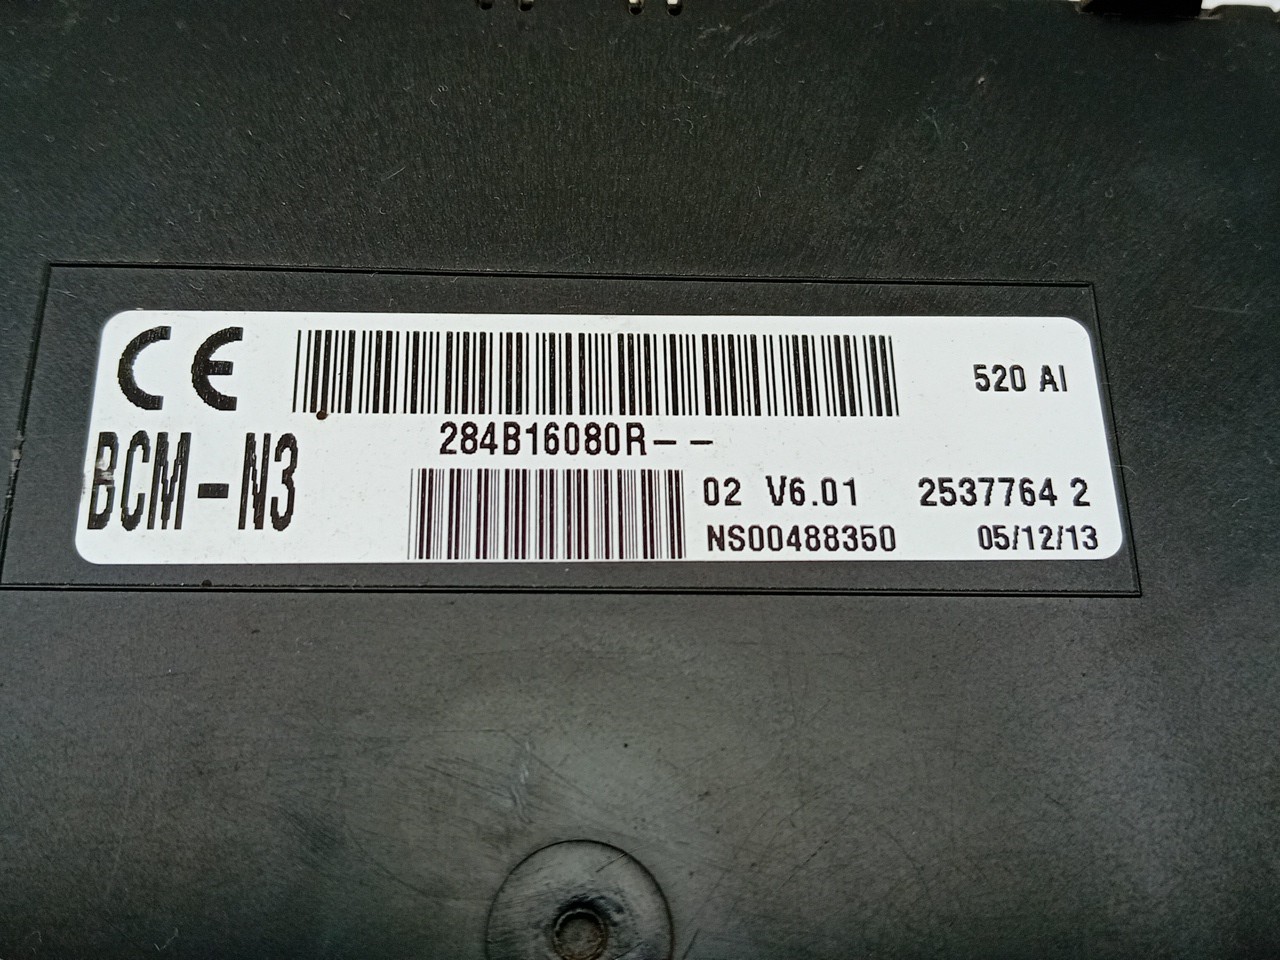 CE
520 AI
284B16080R--
BCM-N3
02 V6.01 2537764 2
NS00488350 05/12/13